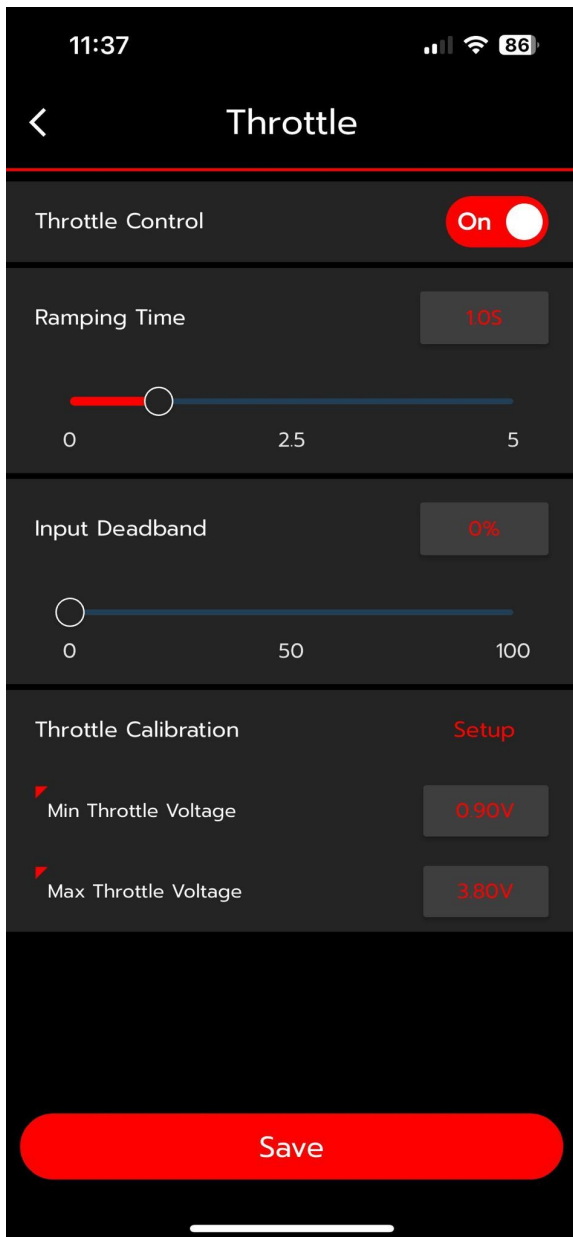 11:37
86
Throttle
Throttle Control
On
Ramping Time
1.0S
0
2.5
5
Input Deadband
0%
0
50
100
Throttle Calibration
Setup
Min Throttle Voltage
0.90V
Max Throttle Voltage
3.80V
Save